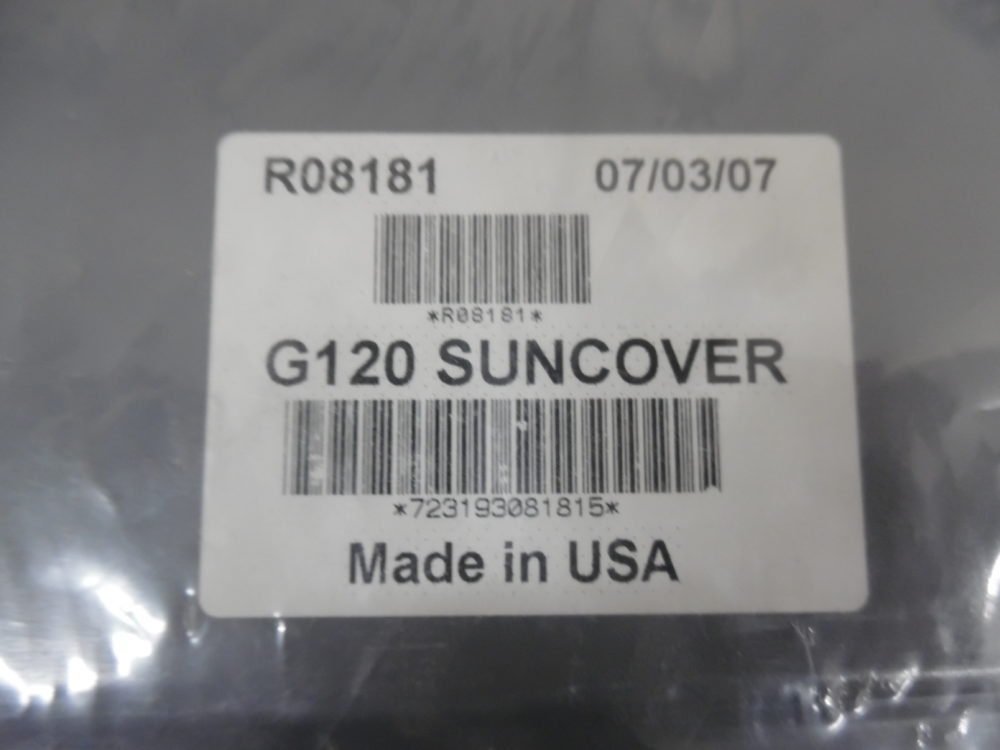 R08181 07/03/07
*R08181*
G120 SUNCOVER
*723193081815*
Made in USA